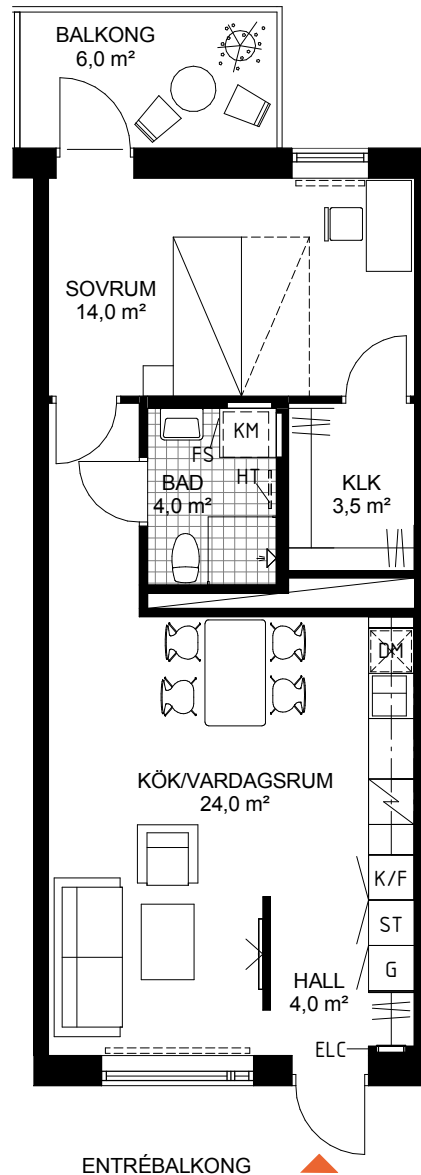 BALKONG
6,0 m²
SOVRUM
14,0 m²
KM
FS
BAD
4,0 m²
HT
KLK
3,5 m²
DM
KÖK/VARDAGSRUM
24,0 m²
K/F
ST
G
HALL
4,0 m²
ELC
ENTRÉBALKONG